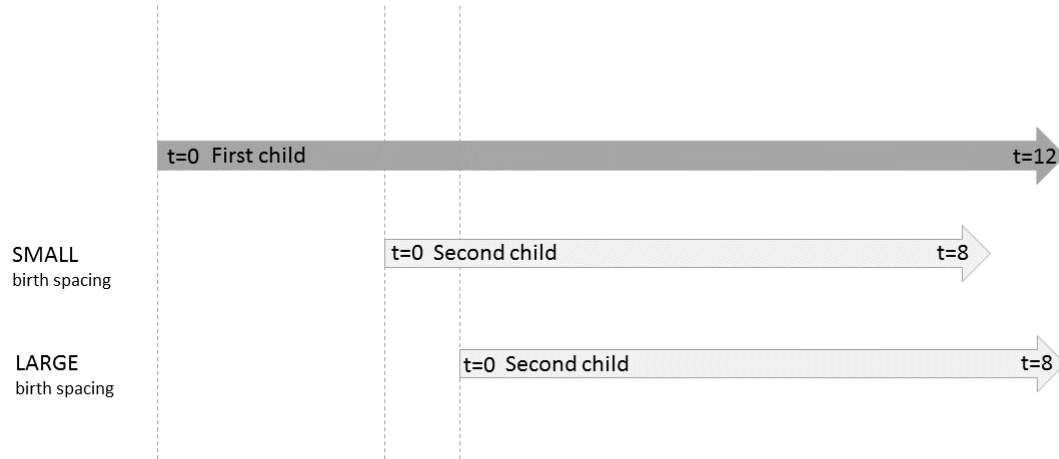 t=0 First child t=12
SMALL
birth spacing
t=0 Second child t=8
LARGE
birth spacing
t=0 Second child t=8